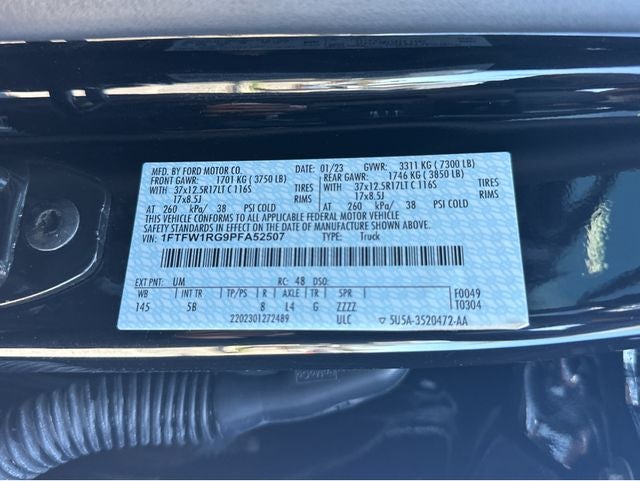 MFD. BY FORD MOTOR CO. DATE: 01/23 GVWR: 3311 KG ( 7300 LB)
FRONT GAWR: 1701 KG ( 3750 LB) REAR GAWR: 1746 KG ( 3850 LB)
WITH 37x12.5R17LT C 116S TIRES WITH 37x12.5R17LT C 116S TIRES
17x8.5J RIMS 17x8.5J RIMS
AT 260 kPa/ 38 PSI COLD AT 260 kPa/ 38 PSI COLD
THIS VEHICLE CONFORMS TO ALL APPLICABLE FEDERAL MOTOR VEHICLE
SAFETY STANDARDS IN EFFECT ON THE DATE OF MANUFACTURE SHOWN ABOVE.
VIN: 1FTFW1RG9PFA52507 TYPE: Truck
EXT PNT: UM RC: 48 DSO:
WB INT TR TP/PS R AXLE TR SPR F0049
145 5B 8 L4 G ZZZZ T0304
2202301272489 ULC 5U5A-3520472-AA